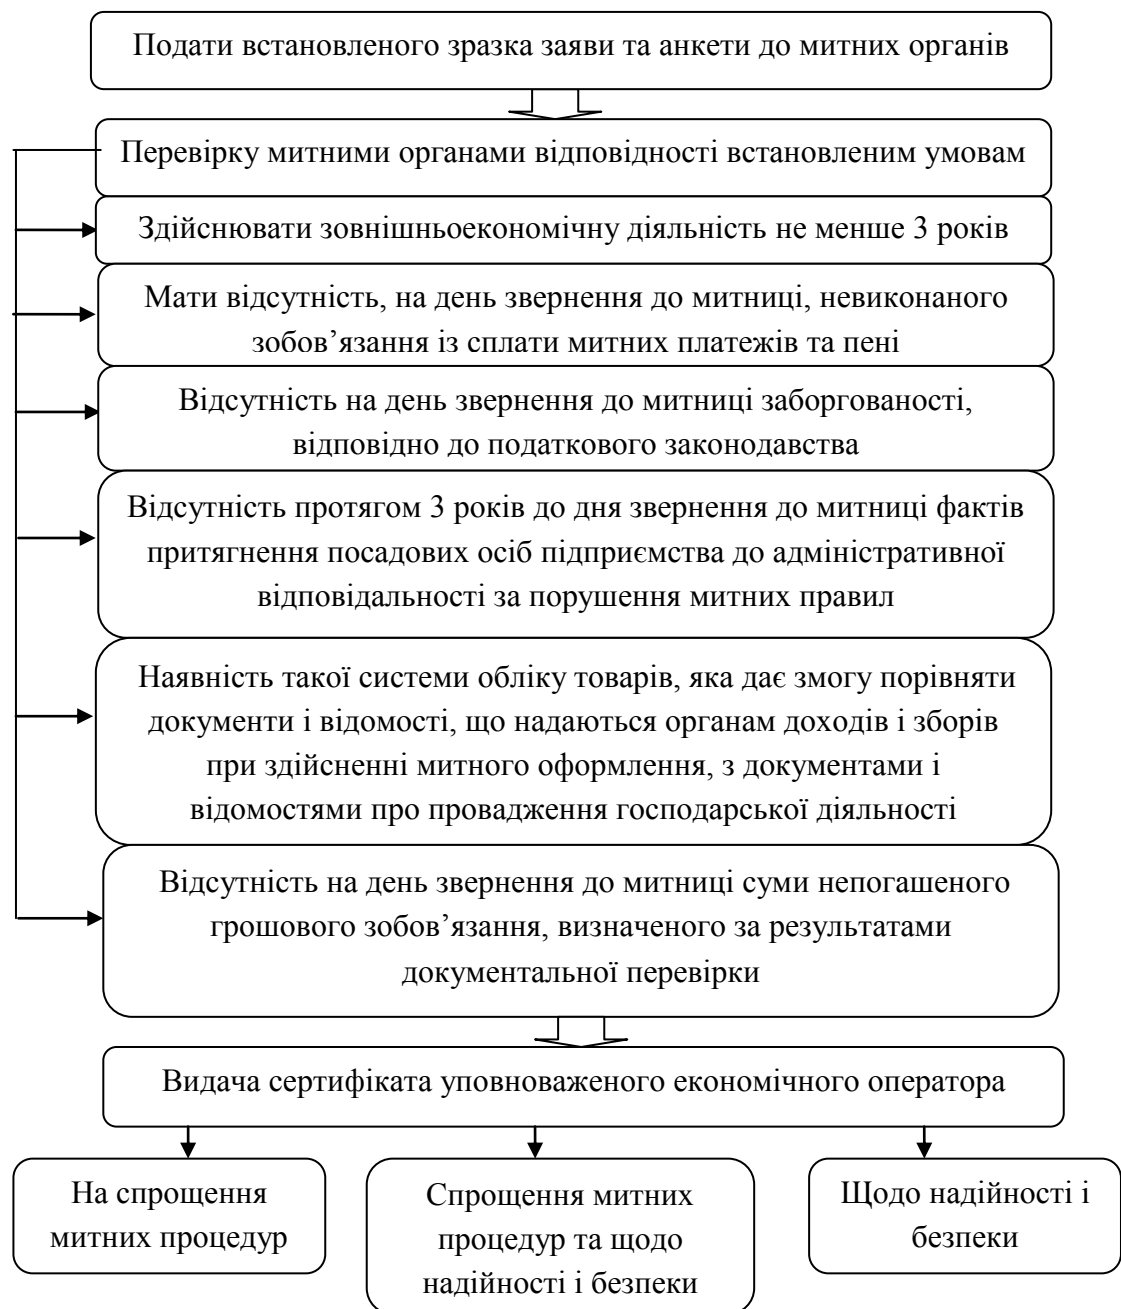 Подати встановленого зразка заяви та анкети до митних органів
Перевірку митними органами відповідності встановленим умовам
Здійснювати зовнішньоекономічну діяльність не менше 3 років
Мати відсутність, на день звернення до митниці, невиконаного
зобов’язання із сплати митних платежів та пені
Відсутність на день звернення до митниці заборгованості,
відповідно до податкового законодавства
Відсутність протягом 3 років до дня звернення до митниці фактів
притягнення посадових осіб підприємства до адміністративної
відповідальності за порушення митних правил
Наявність такої системи обліку товарів, яка дає змогу порівняти
документи і відомості, що надаються органам доходів і зборів
при здійсненні митного оформлення, з документами і
відомостями про провадження господарської діяльності
Відсутність на день звернення до митниці суми непогашеного
грошового зобов’язання, визначеного за результатами
документальної перевірки
Видача сертифіката уповноваженого економічного оператора
На спрощення
митних процедур
Спрощення митних
процедур та щодо
надійності і безпеки
Щодо надійності і
безпеки